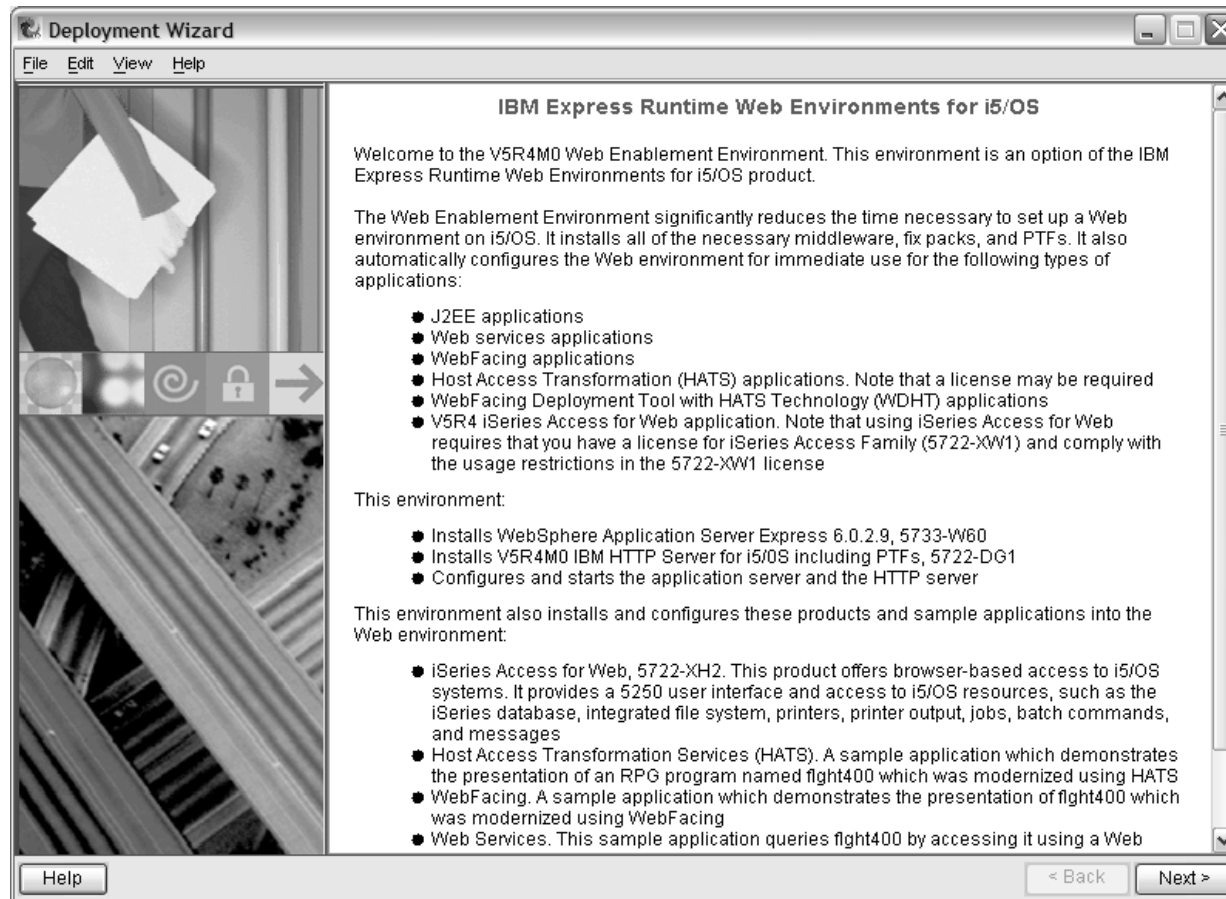 Deployment Wizard
File Edit View Help
IBM Express Runtime Web Environments for i5/OS
Welcome to the V5R4M0 Web Enablement Environment. This environment is an option of the IBM
Express Runtime Web Environments for i5/OS product.
The Web Enablement Environment significantly reduces the time necessary to set up a Web
environment on i5/OS. It installs all of the necessary middleware, fix packs, and PTFs. It also
automatically configures the Web environment for immediate use for the following types of
applications:
● J2EE applications
● Web services applications
● WebFacing applications
● Host Access Transformation (HATS) applications. Note that a license may be required
● WebFacing Deployment Tool with HATS Technology (WDHT) applications
● V5R4 iSeries Access for Web application. Note that using iSeries Access for Web
requires that you have a license for iSeries Access Family (5722-XW1) and comply with
the usage restrictions in the 5722-XW1 license
This environment:
● Installs WebSphere Application Server Express 6.0.2.9, 5733-W60
● Installs V5R4M0 IBM HTTP Server for i5/0S including PTFs, 5722-DG1
● Configures and starts the application server and the HTTP server
This environment also installs and configures these products and sample applications into the
Web environment:
● iSeries Access for Web, 5722-XH2. This product offers browser-based access to i5/OS
systems. It provides a 5250 user interface and access to i5/OS resources, such as the
iSeries database, integrated file system, printers, printer output, jobs, batch commands,
and messages
● Host Access Transformation Services (HATS). A sample application which demonstrates
the presentation of an RPG program named flght400 which was modernized using HATS
● WebFacing. A sample application which demonstrates the presentation of flght400 which
was modernized using WebFacing
● Web Services. This sample application queries flght400 by accessing it using a Web
Help < Back Next >